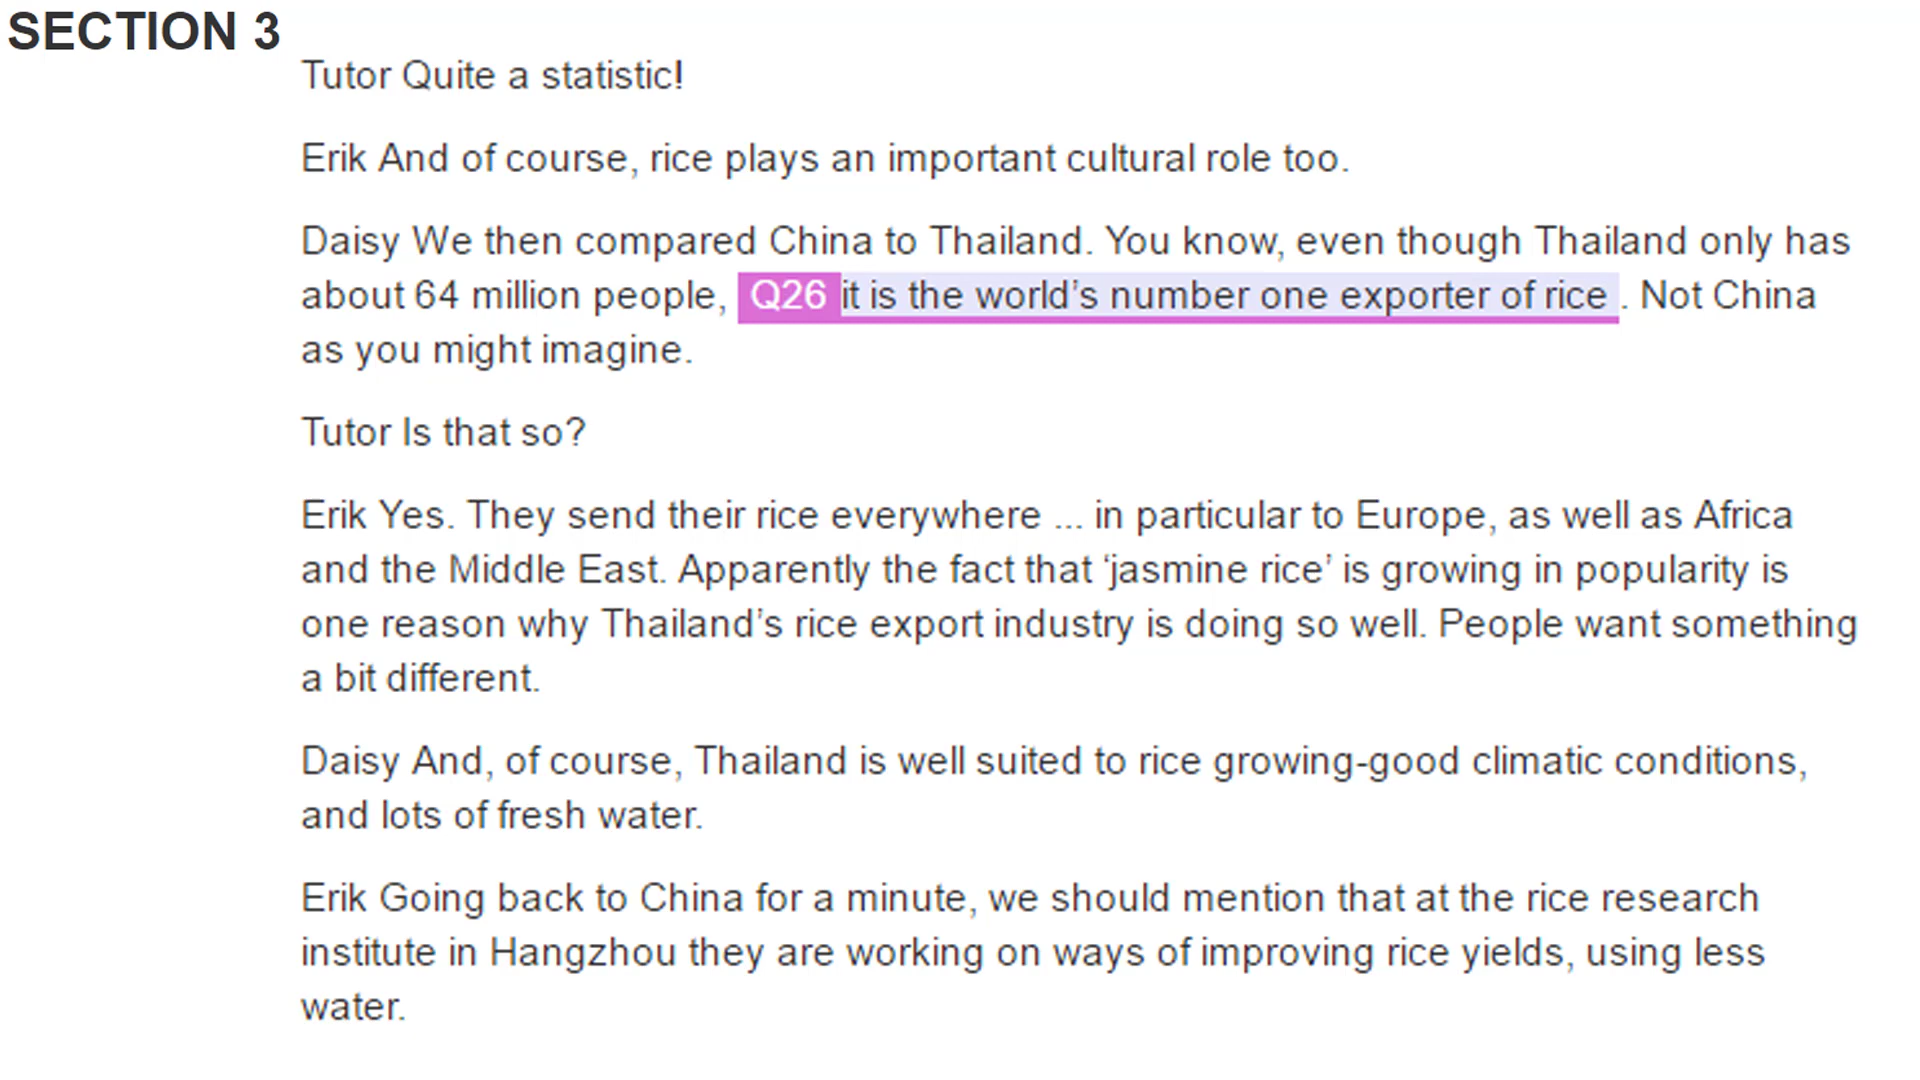 SECTION 3
Tutor Quite a statistic!
Erik And of course, rice plays an important cultural role too.
Daisy We then compared China to Thailand. You know, even though Thailand only has
about 64 million people, Q26 it is the world’s number one exporter of rice . Not China
as you might imagine.
Tutor Is that so?
Erik Yes. They send their rice everywhere ... in particular to Europe, as well as Africa
and the Middle East. Apparently the fact that ‘jasmine rice’ is growing in popularity is
one reason why Thailand’s rice export industry is doing so well. People want something
a bit different.
Daisy And, of course, Thailand is well suited to rice growing-good climatic conditions,
and lots of fresh water.
Erik Going back to China for a minute, we should mention that at the rice research
institute in Hangzhou they are working on ways of improving rice yields, using less
water.